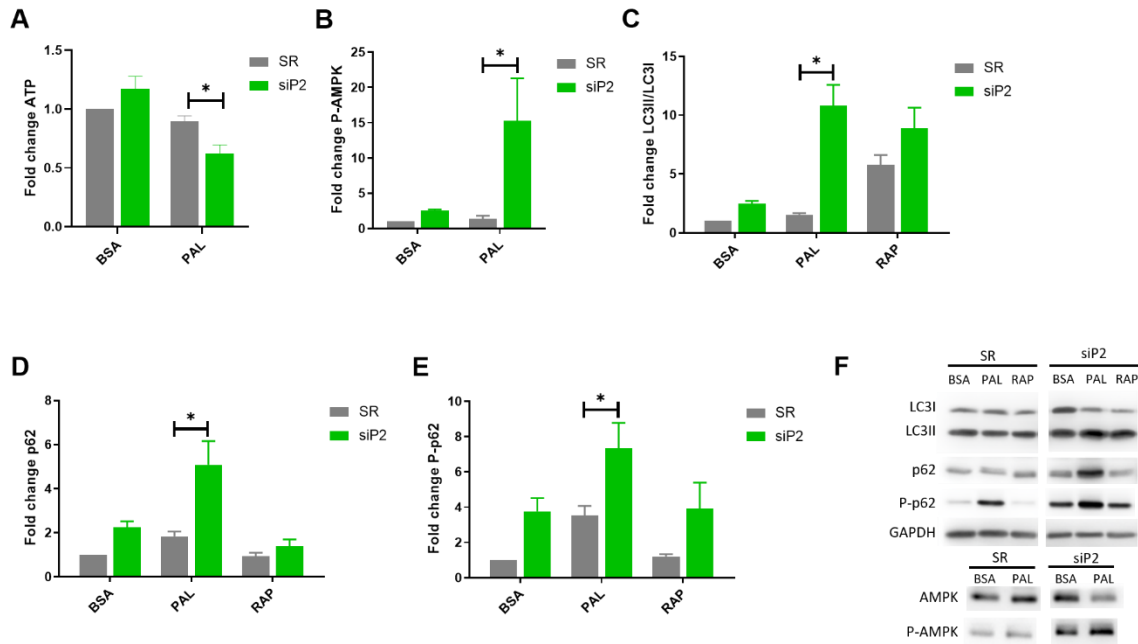 A
Fold change ATP
1.5
1.0
0.5
0.0
BSA
PAL
*
SR
siP2
B
Fold change P-AMPK
25
20
15
10
5
0
BSA
PAL
*
SR
siP2
C
Fold change LC3II/LC3I
15
10
5
0
BSA
PAL
RAP
*
SR
siP2
D
Fold change p62
8
6
4
2
0
BSA
PAL
RAP
*
SR
siP2
E
Fold change P-p62
10
8
6
4
2
0
BSA
PAL
RAP
*
SR
siP2
F
SR siP2
BSA PAL RAP BSA PAL RAP
LC3I
LC3II
p62
P-p62
GAPDH
SR siP2
BSA PAL BSA PAL
AMPK
P-AMPK